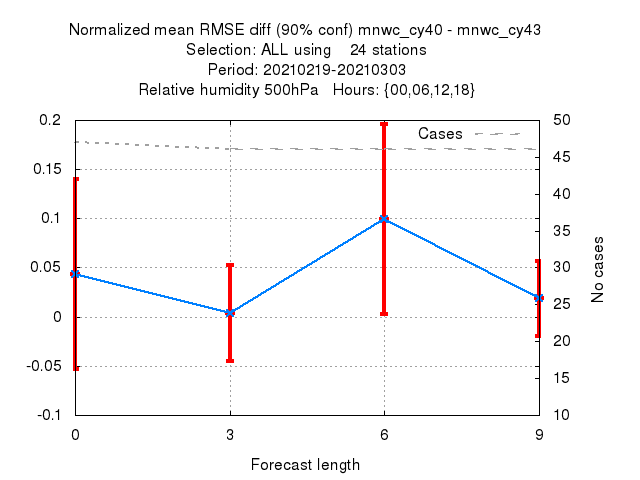 Normalized mean RMSE diff (90% conf) mnwc_cy40 - mnwc_cy43
Selection: ALL using    24 stations
Period: 20210219-20210303
Relative humidity 500hPa   Hours: {00,06,12,18}
0.2
0.15
0.1
0.05
0
-0.05
-0.1
Cases
50
45
40
35
30
25
20
15
10
No cases
0 3 6 9
Forecast length